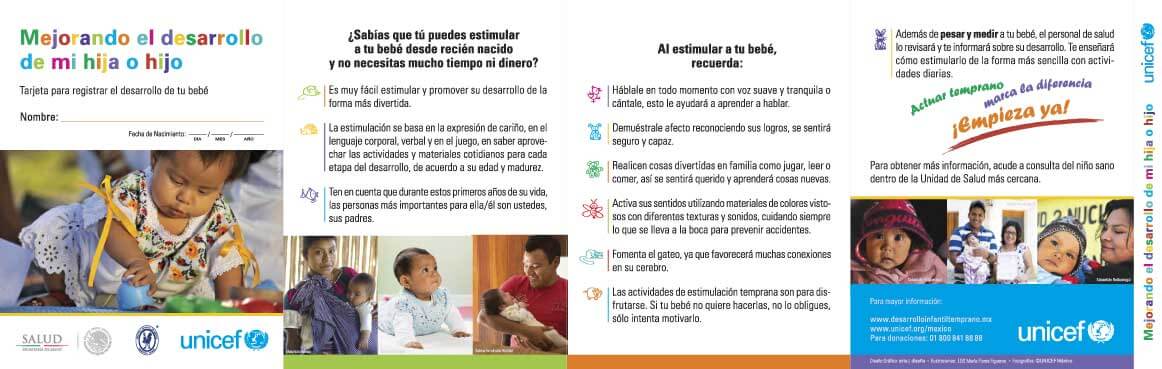 Mejorando el desarrollo
de mi hija o hijo
Tarjeta para registrar el desarrollo de tu bebé
Nombre:
Fecha de Nacimiento: / /
DIA MES AÑO
SALUD
unicef
¿Sabías que tú puedes estimular
a tu bebé desde recién nacido
y no necesitas mucho tiempo ni dinero?
Es muy fácil estimular y promover su desarrollo de la
forma más divertida.
La estimulación se basa en la expresión de cariño, en el
lenguaje corporal, verbal y en el juego, en saber aprove-
char las actividades y materiales cotidianos para cada
etapa del desarrollo, de acuerdo a su edad y madurez.
Ten en cuenta que durante estos primeros años de su vida,
las personas más importantes para ella/él son ustedes,
sus padres.
Al estimular a tu bebé,
recuerda:
Háblale en todo momento con voz suave y tranquila o
cántale, esto le ayudará a aprender a hablar.
Demuéstrale afecto reconociendo sus logros, se sentirá
seguro y capaz.
Realicen cosas divertidas en familia como jugar, leer o
comer, así se sentirá querido y aprenderá cosas nuevas.
Activa sus sentidos utilizando materiales de colores visto-
sos con diferentes texturas y sonidos, cuidando siempre
lo que se lleva a la boca para prevenir accidentes.
Fomenta el gateo, ya que favorecerá muchas conexiones
en su cerebro.
Las actividades de estimulación temprana son para dis-
frutarse. Si tu bebé no quiere hacerlas, no lo obligues,
sólo intenta motivarlo.
Además de pesar y medir a tu bebé, el personal de salud
lo revisará y te informará sobre su desarrollo. Te enseñará
cómo estimularlo de la forma más sencilla con activi-
dades diarias.
Actuar temprano
marca la diferencia
¡Empieza ya!
Para obtener más información, acude a consulta del niño sano
dentro de la Unidad de Salud más cercana.
Para mayor información:
www.desarrolloinfantiltemprano.mx
www.unicef.org/mexico
Para donaciones: 01 800 841 88 88
unicef
Mejorando el desarrollo de mi hija o hijo
unicef